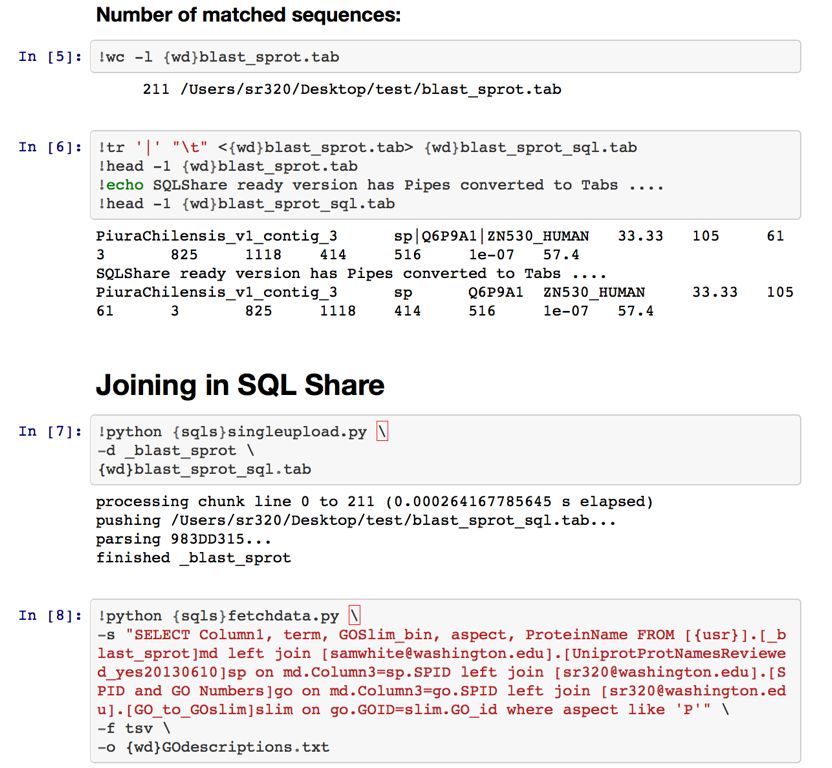 Number of matched sequences:
In [5]: !wc -l {wd}blast_sprot.tab
211 /Users/sr320/Desktop/test/blast_sprot.tab
In [6]: !tr '|' "\t" <{wd}blast_sprot.tab> {wd}blast_sprot_sql.tab
!head -1 {wd}blast_sprot.tab
!echo SQLShare ready version has Pipes converted to Tabs ....
!head -1 {wd}blast_sprot_sql.tab
PiuraChilensis_v1_contig_3 sp|Q6P9A1|ZN530_HUMAN 33.33 105 61
3 825 1118 414 516 1e-07 57.4
SQLShare ready version has Pipes converted to Tabs ....
PiuraChilensis_v1_contig_3 sp Q6P9A1 ZN530_HUMAN 33.33 105
61 3 825 1118 414 516 1e-07 57.4
Joining in SQL Share
In [7]: !python {sqls}singleupload.py \
-d _blast_sprot \
{wd}blast_sprot_sql.tab
processing chunk line 0 to 211 (0.000264167785645 s elapsed)
pushing /Users/sr320/Desktop/test/blast_sprot_sql.tab...
parsing 983DD315...
finished _blast_sprot
In [8]: !python {sqls}fetchdata.py \
-s "SELECT Column1, term, GOSlim_bin, aspect, ProteinName FROM [{usr}].[_b
last_sprot]md left join [samwhite@washington.edu].[UniprotProtNamesReviewe
d_yes20130610]sp on md.Column3=sp.SPID left join [sr320@washington.edu].[S
PID and GO Numbers]go on md.Column3=go.SPID left join [sr320@washington.ed
u].[GO_to_GOslim]slim on go.GOID=slim.GO_id where aspect like 'P'" \
-f tsv \
-o {wd}GOdescriptions.txt